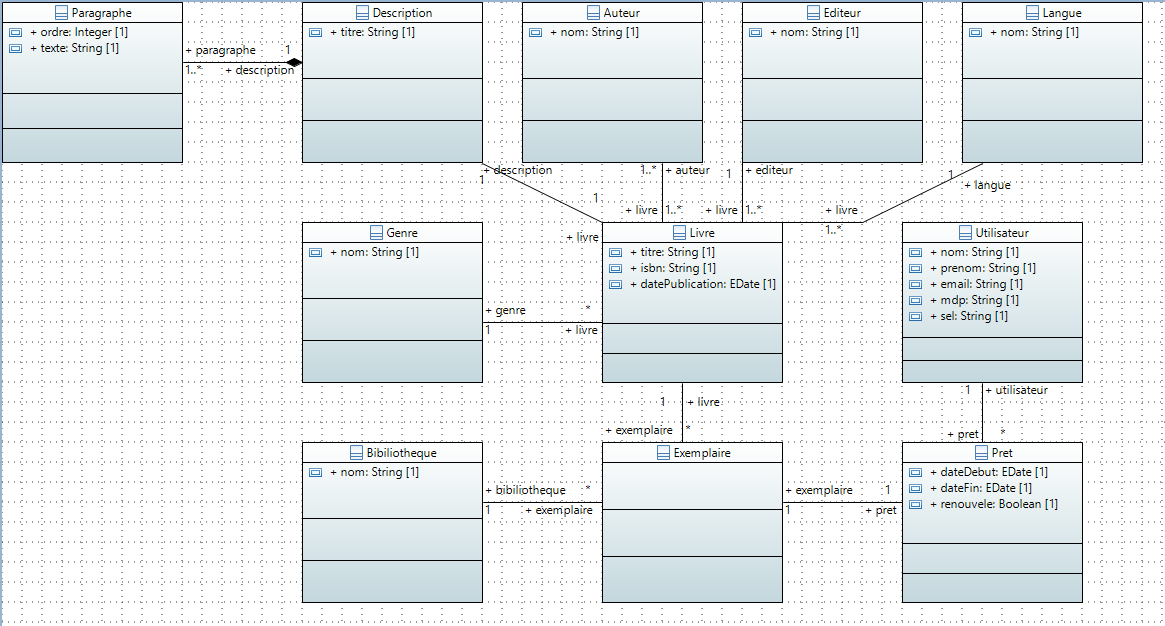 Paragraphe
+ ordre: Integer [1]
+ texte: String [1]
+ paragraphe
1
1..*
+ description
Description
+ titre: String [1]
Auteur
+ nom: String [1]
Editeur
+ nom: String [1]
Langue
+ nom: String [1]
+ description
1
1
+ livre
1..*
+ auteur
+ livre
1..*
1
+ editeur
+ livre
1..*
1
+ langue
+ livre
1..*
Genre
+ nom: String [1]
+ genre
*
1
+ livre
Livre
+ titre: String [1]
+ isbn: String [1]
+ datePublication: EDate [1]
Utilisateur
+ nom: String [1]
+ prenom: String [1]
+ email: String [1]
+ mdp: String [1]
+ sel: String [1]
1
+ livre
+ exemplaire
*
1
+ utilisateur
+ pret
*
Bibiliotheque
+ nom: String [1]
+ bibiliotheque
*
1
+ exemplaire
Exemplaire
+ exemplaire
1
1
+ pret
Pret
+ dateDebut: EDate [1]
+ dateFin: EDate [1]
+ renouvele: Boolean [1]